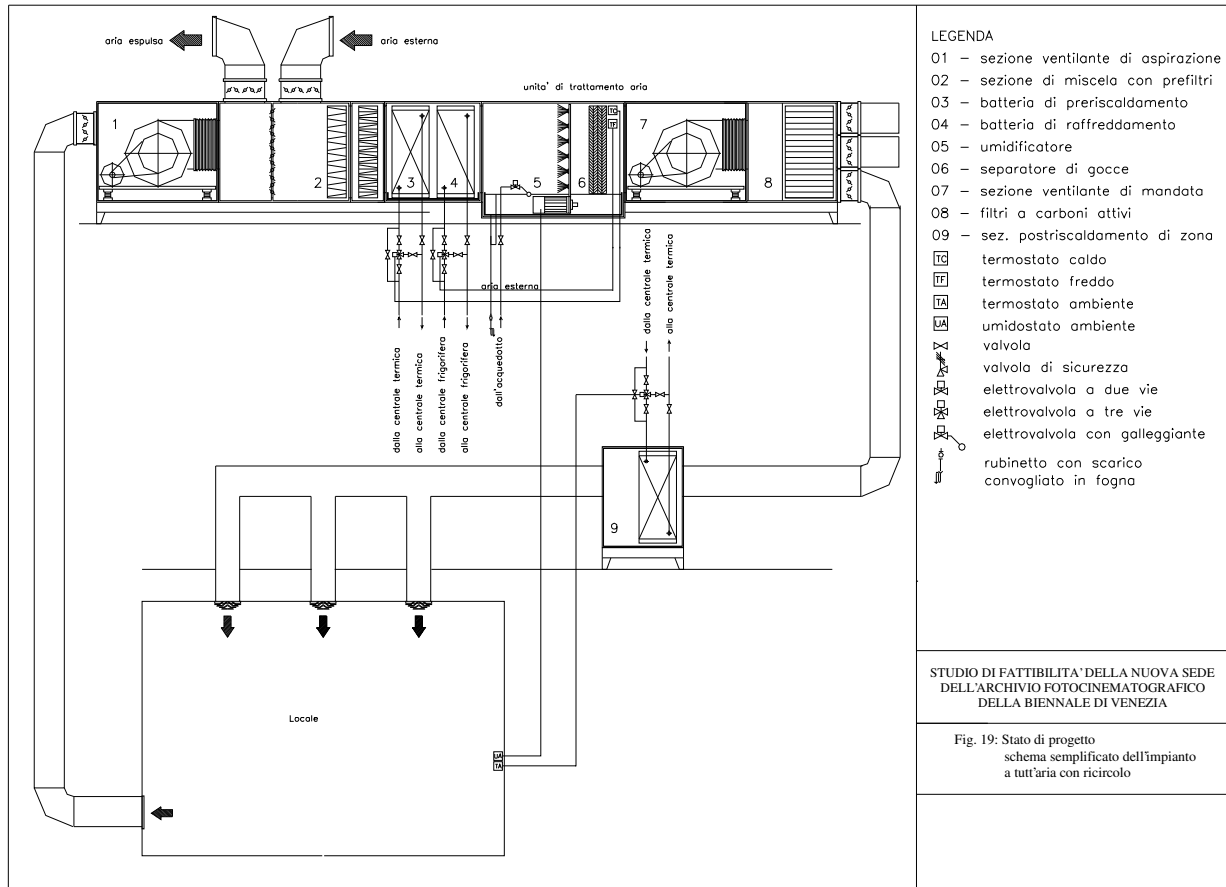 aria espulsa
aria esterna
unita' di trattamento aria
1
2
3
4
5
6
7
8
TC
TF
aria esterna
dalla centrale termica
alla centrale termica
dalla centrale frigorifera
alla centrale frigorifera
dall'acquedotto
dalla centrale termica
alla centrale termica
9
Locale
UA
TA
LEGENDA
01 – sezione ventilante di aspirazione
02 – sezione di miscela con prefiltri
03 – batteria di preriscaldamento
04 – batteria di raffreddamento
05 – umidificatore
06 – separatore di gocce
07 – sezione ventilante di mandata
08 – filtri a carboni attivi
09 – sez. postriscaldamento di zona
TC termostato caldo
TF termostato freddo
TA termostato ambiente
UA umidostato ambiente
valvola
valvola di sicurezza
elettrovalvola a due vie
elettrovalvola a tre vie
elettrovalvola con galleggiante
rubinetto con scarico
convogliato in fogna
STUDIO DI FATTIBILITA' DELLA NUOVA SEDE
DELL'ARCHIVIO FOTOCINEMATOGRAFICO
DELLA BIENNALE DI VENEZIA
Fig. 19: Stato di progetto
schema semplificato dell'impianto
a tutt'aria con ricircolo